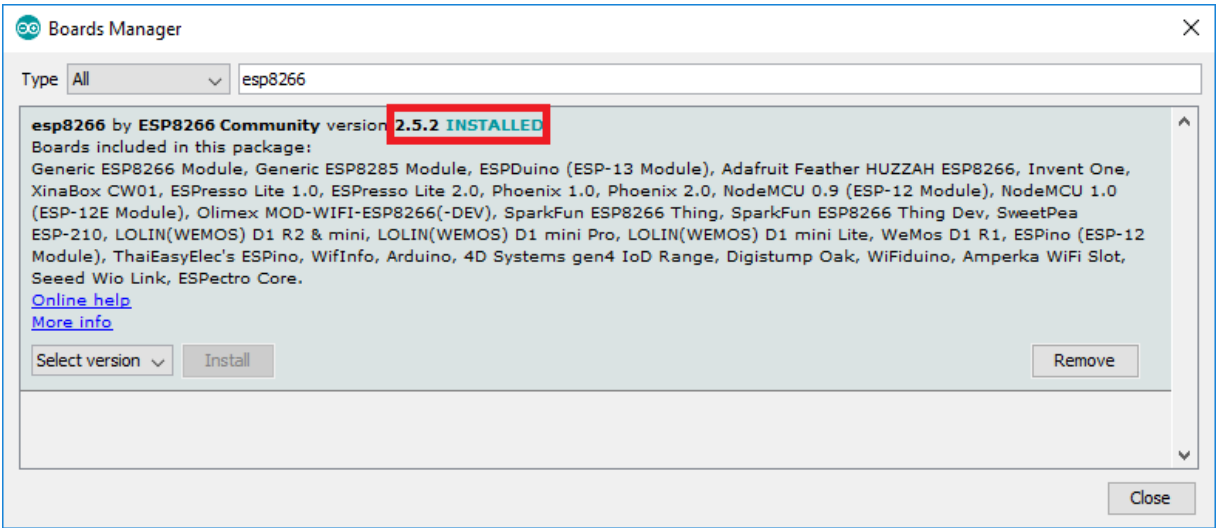 Boards Manager
Type All esp8266
esp8266 by ESP8266 Community version 2.5.2 INSTALLED
Boards included in this package:
Generic ESP8266 Module, Generic ESP8285 Module, ESPDuino (ESP-13 Module), Adafruit Feather HUZZAH ESP8266, Invent One,
XinaBox CW01, ESPresso Lite 1.0, ESPresso Lite 2.0, Phoenix 1.0, Phoenix 2.0, NodeMCU 0.9 (ESP-12 Module), NodeMCU 1.0
(ESP-12E Module), Olimex MOD-WIFI-ESP8266(-DEV), SparkFun ESP8266 Thing, SparkFun ESP8266 Thing Dev, SweetPea
ESP-210, LOLIN(WEMOS) D1 R2 & mini, LOLIN(WEMOS) D1 mini Pro, LOLIN(WEMOS) D1 mini Lite, WeMos D1 R1, ESPino (ESP-12
Module), ThaiEasyElec's ESPino, WifInfo, Arduino, 4D Systems gen4 IoD Range, Digistump Oak, WiFiduino, Amperka WiFi Slot,
Seeed Wio Link, ESPectro Core.
Online help
More info
Select version Install Remove
Close